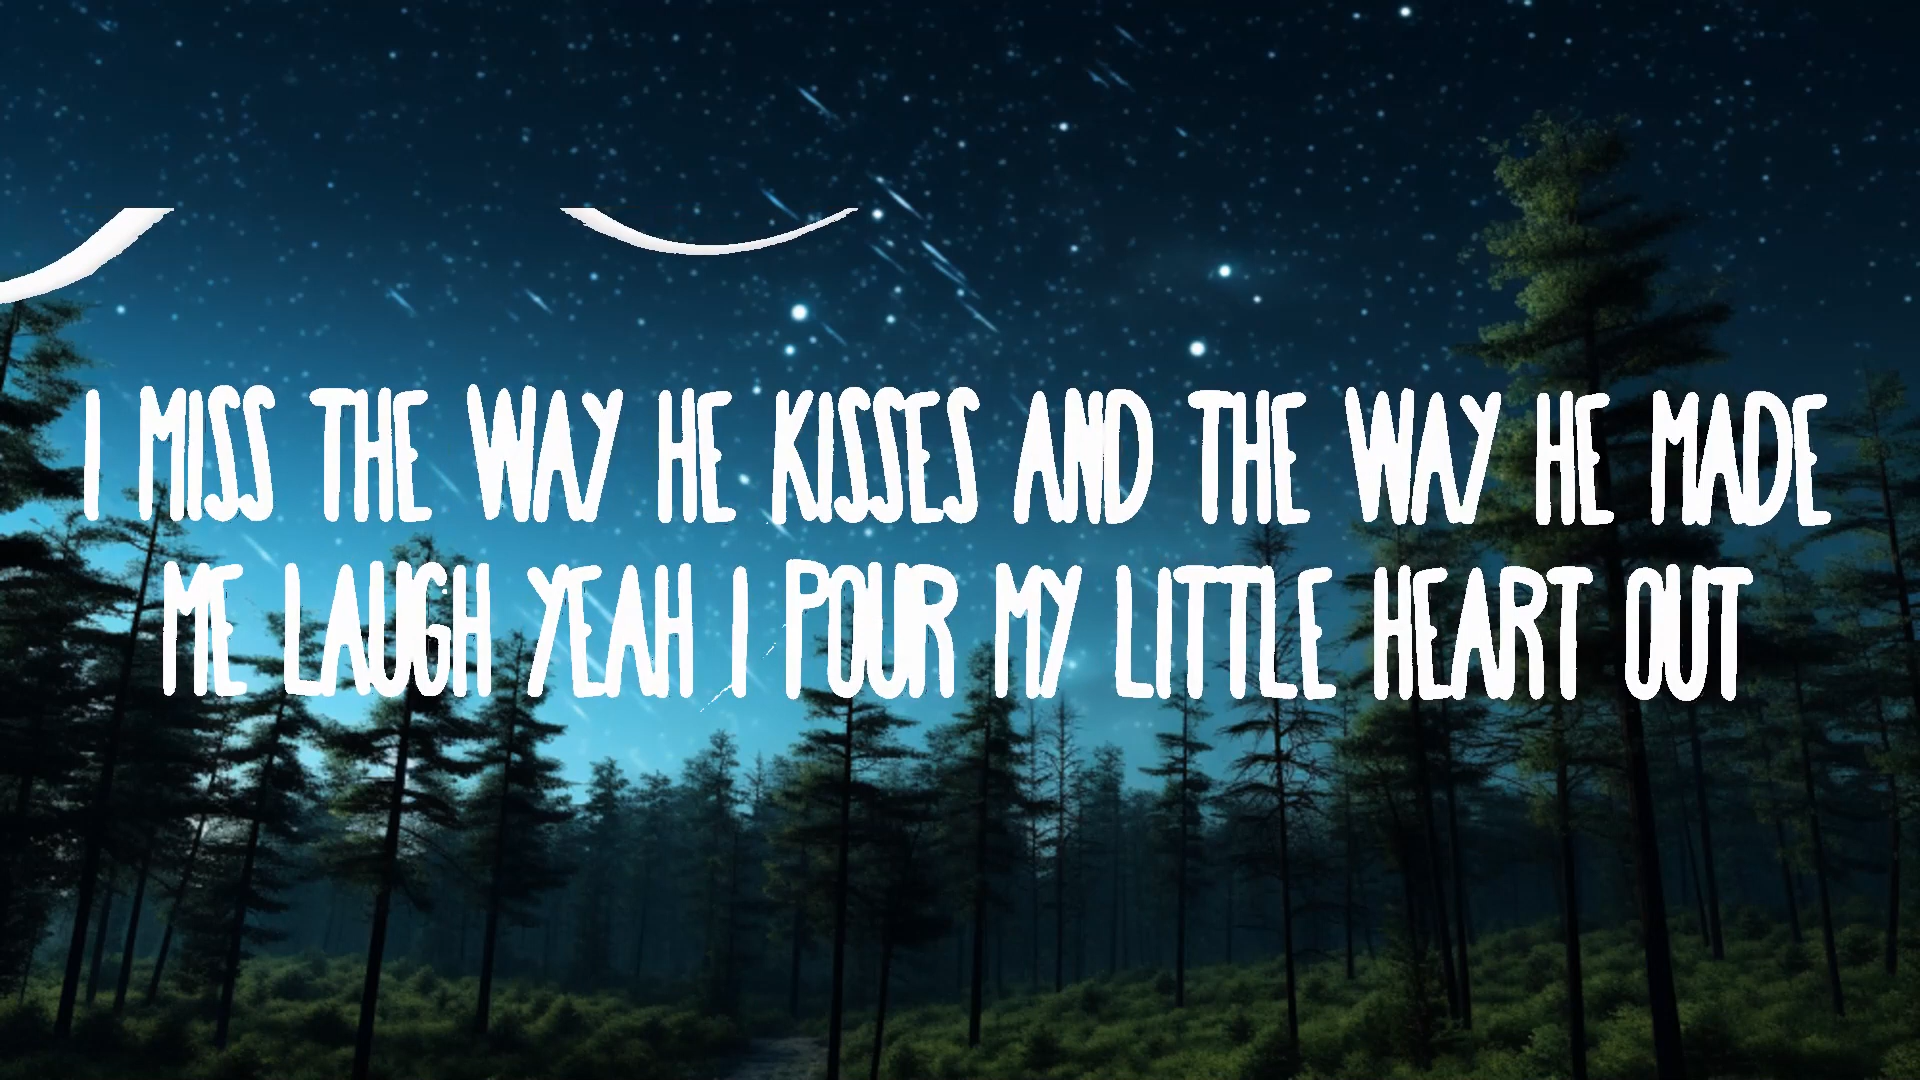 I MISS THE WAY HE KISSES AND THE WAY HE MADE
ME LAUGH YEAH I POUR MY LITTLE HEART OUT